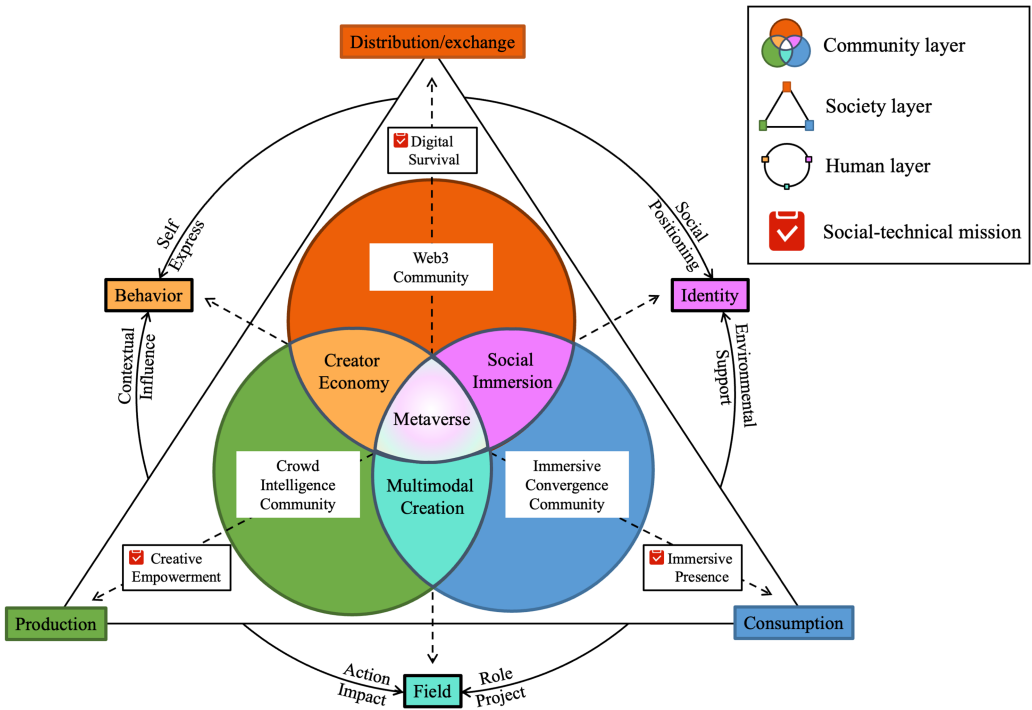 Distribution/exchange
Community layer
Society layer
Human layer
Social-technical mission
Digital
Survival
Self
Express
Social
Positioning
Web3
Community
Behavior
Identity
Contextual
Influence
Environmental
Support
Creator
Economy
Social
Immersion
Metaverse
Crowd
Intelligence
Community
Multimodal
Creation
Immersive
Convergence
Community
Creative
Empowerment
Immersive
Presence
Production
Consumption
Action
Impact
Field
Role
Project